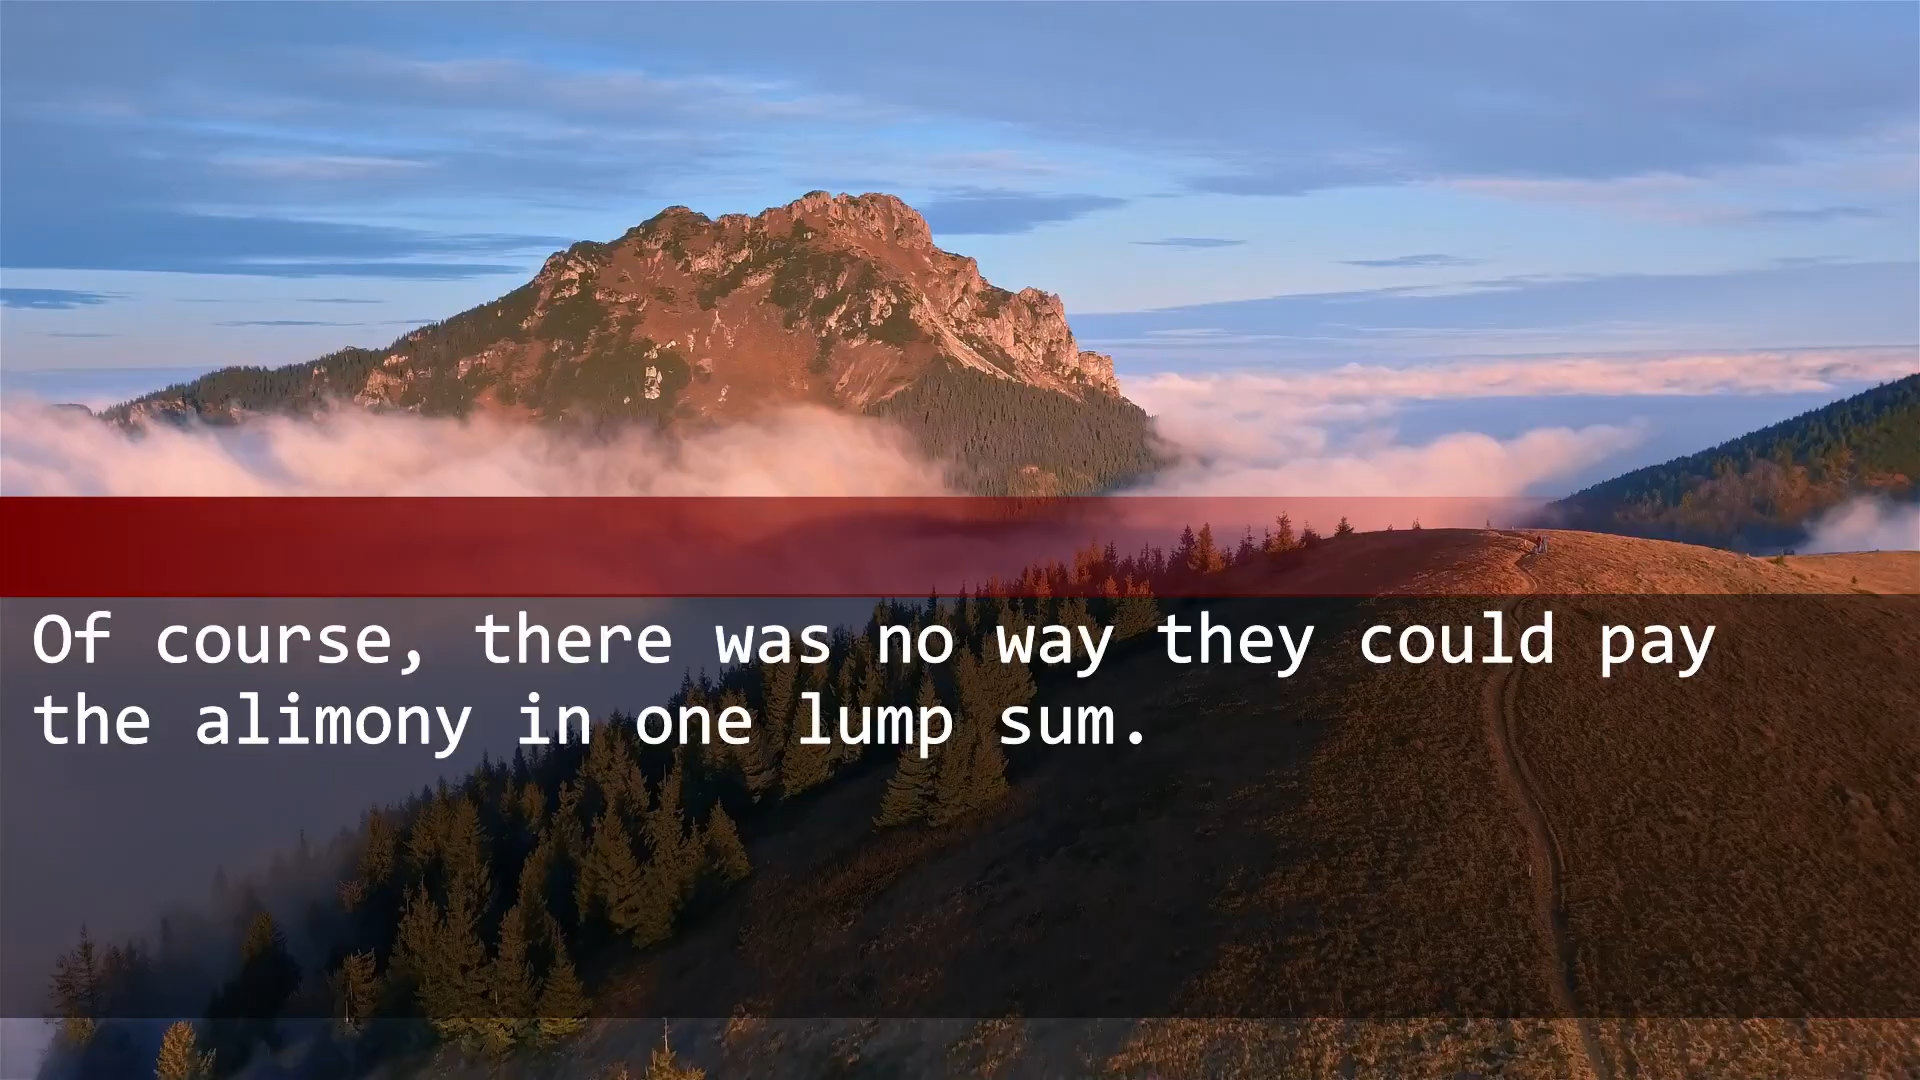 Of course, there was no way they could pay
the alimony in one lump sum.